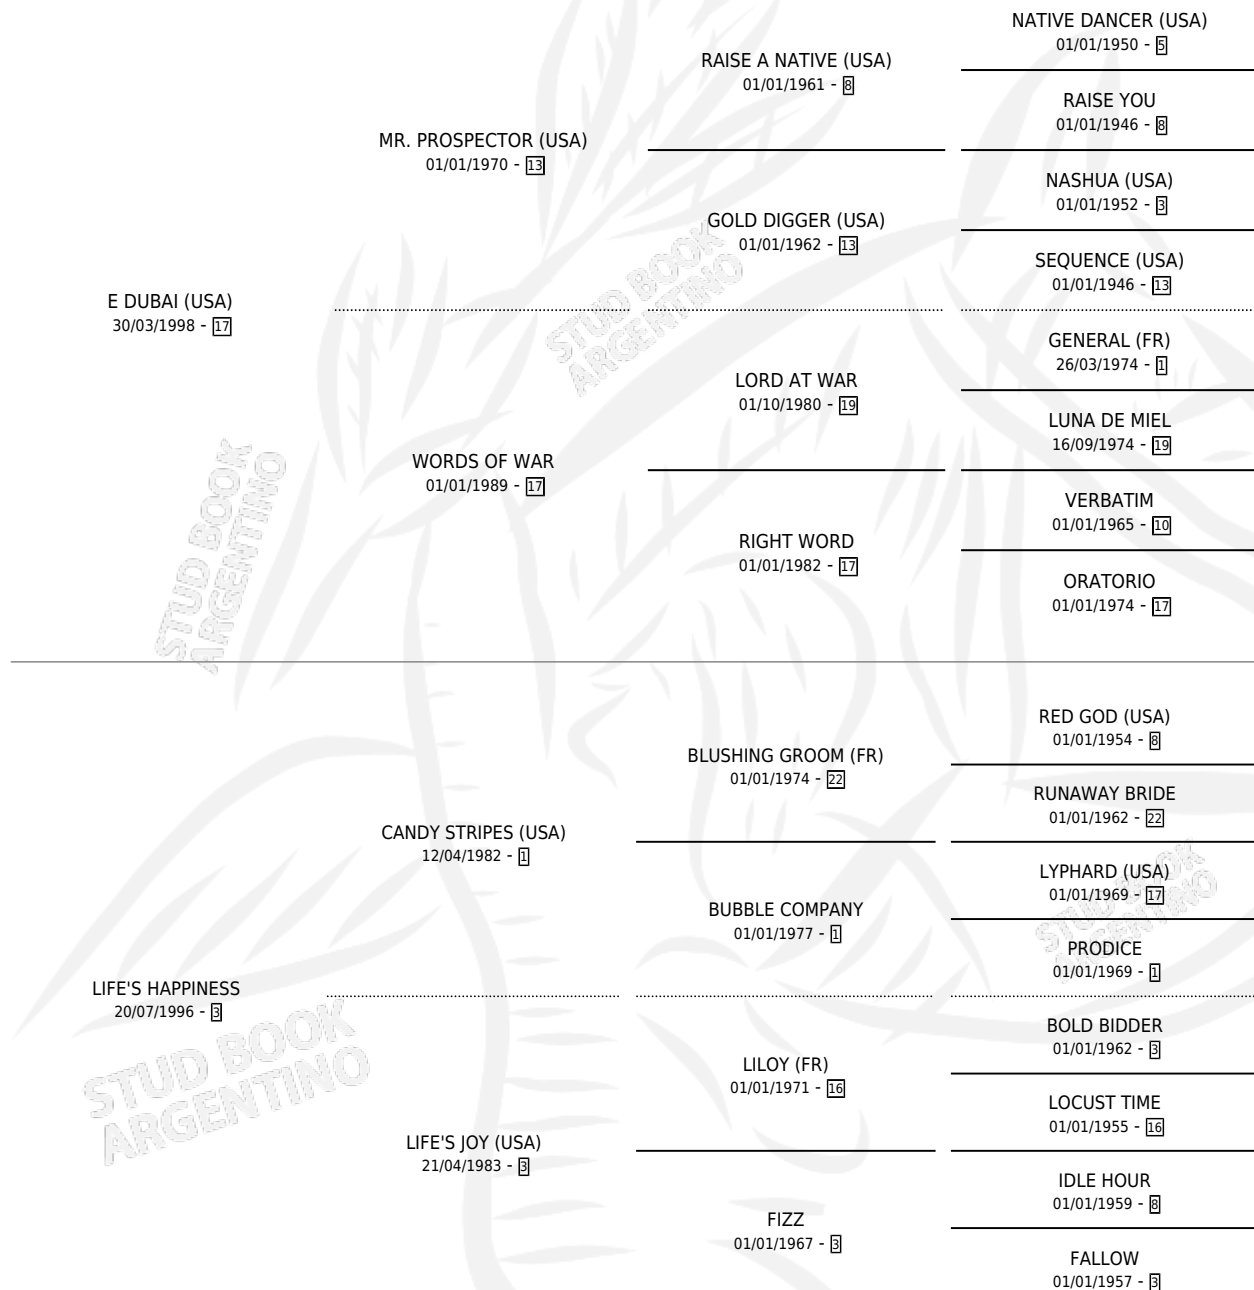 NATIVE DANCER (USA)
01/01/1950 - 5
RAISE A NATIVE (USA)
01/01/1961 - 8
RAISE YOU
01/01/1946 - 8
MR. PROSPECTOR (USA)
01/01/1970 - 13
NASHUA (USA)
01/01/1952 - 3
GOLD DIGGER (USA)
01/01/1962 - 13
SEQUENCE (USA)
01/01/1946 - 13
E DUBAI (USA)
30/03/1998 - 17
STUD BOOK
ARGENTINO
GENERAL (FR)
26/03/1974 - 1
LORD AT WAR
01/10/1980 - 19
LUNA DE MIEL
16/09/1974 - 19
WORDS OF WAR
01/01/1989 - 17
VERBATIM
01/01/1965 - 10
RIGHT WORD
01/01/1982 - 17
ORATORIO
01/01/1974 - 17
STUD BOOK
ARGENTINO
RED GOD (USA)
01/01/1954 - 8
BLUSHING GROOM (FR)
01/01/1974 - 22
RUNAWAY BRIDE
01/01/1962 - 22
CANDY STRIPES (USA)
12/04/1982 - 1
LYPHARD (USA)
01/01/1969 - 17
BUBBLE COMPANY
01/01/1977 - 1
STUD BOOK
ARGENTINO
PRODICE
01/01/1969 - 1
LIFE'S HAPPINESS
20/07/1996 - 3
BOLD BIDDER
01/01/1962 - 3
LILOY (FR)
01/01/1971 - 16
STUD BOOK
ARGENTINO
LOCUST TIME
01/01/1955 - 16
LIFE'S JOY (USA)
21/04/1983 - 3
IDLE HOUR
01/01/1959 - 8
FIZZ
01/01/1967 - 3
FALLOW
01/01/1957 - 3